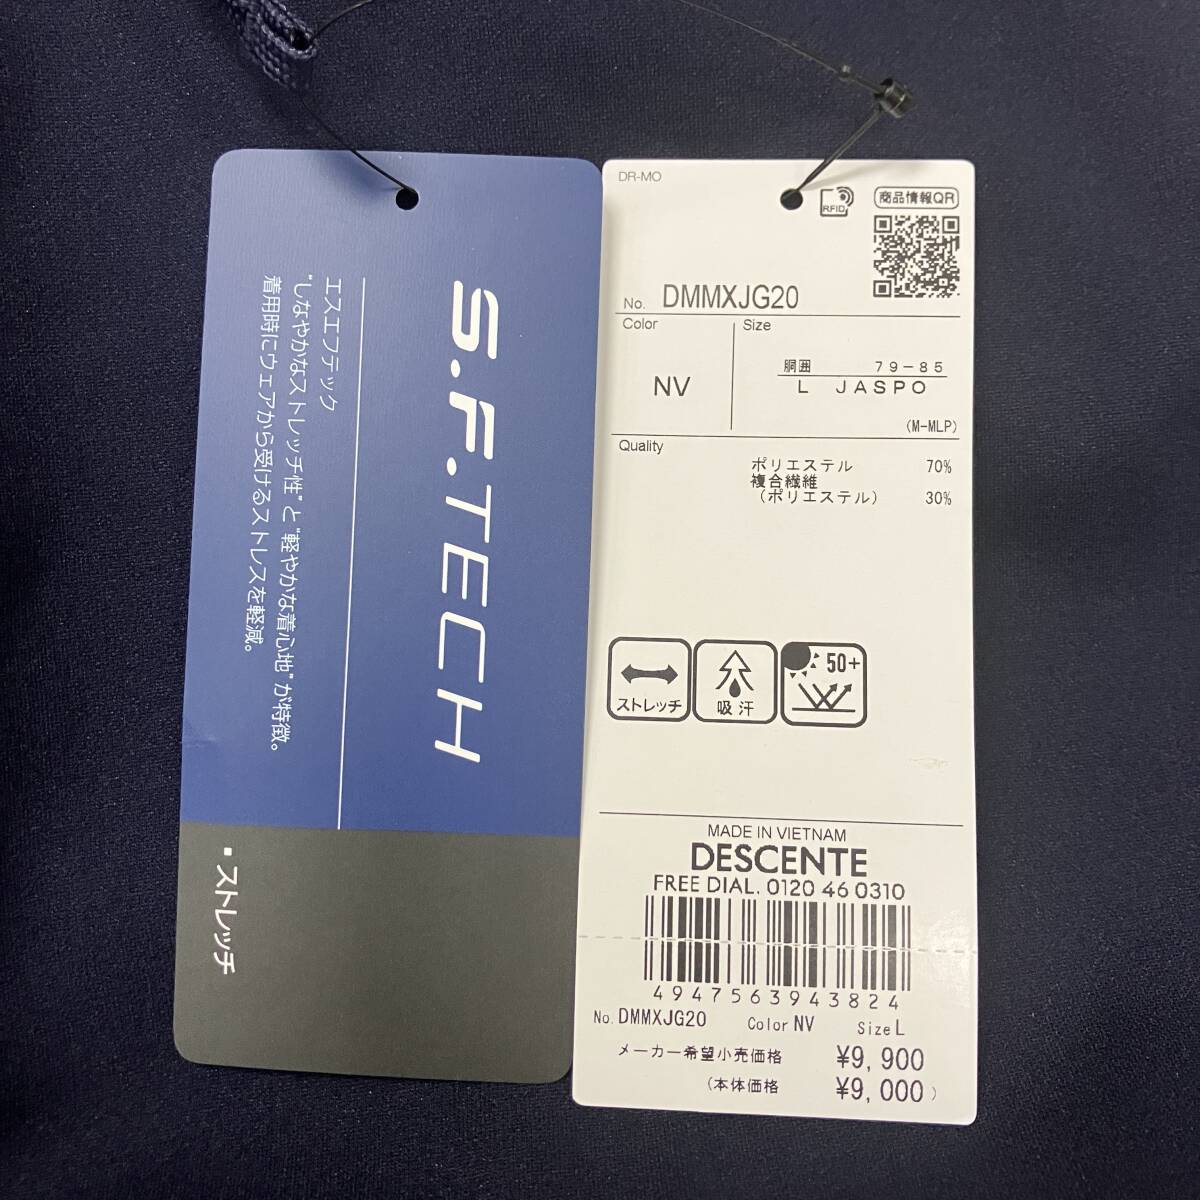 S.F.TECH
エスエフテック
"しなやかなストレッチ性"と"軽やかな着心地"が特徴。
着用時にウェアから受けるストレスを軽減。
▪ストレッチ
DR-MO
RFID
商品情報QR
No. DMMXJG20
Color
NV
Size
胴囲 79-85
L JASPO
(M-MLP)
Quality
ポリエステル 70%
複合繊維
(ポリエステル) 30%
ストレッチ
吸汗
50+
MADE IN VIETNAM
DESCENTE
FREE DIAL. 0120 46 0310
4947563943824
No. DMMXJG20 Color NV Size L
メーカー希望小売価格 ¥9,900
(本体価格 ¥9,000)